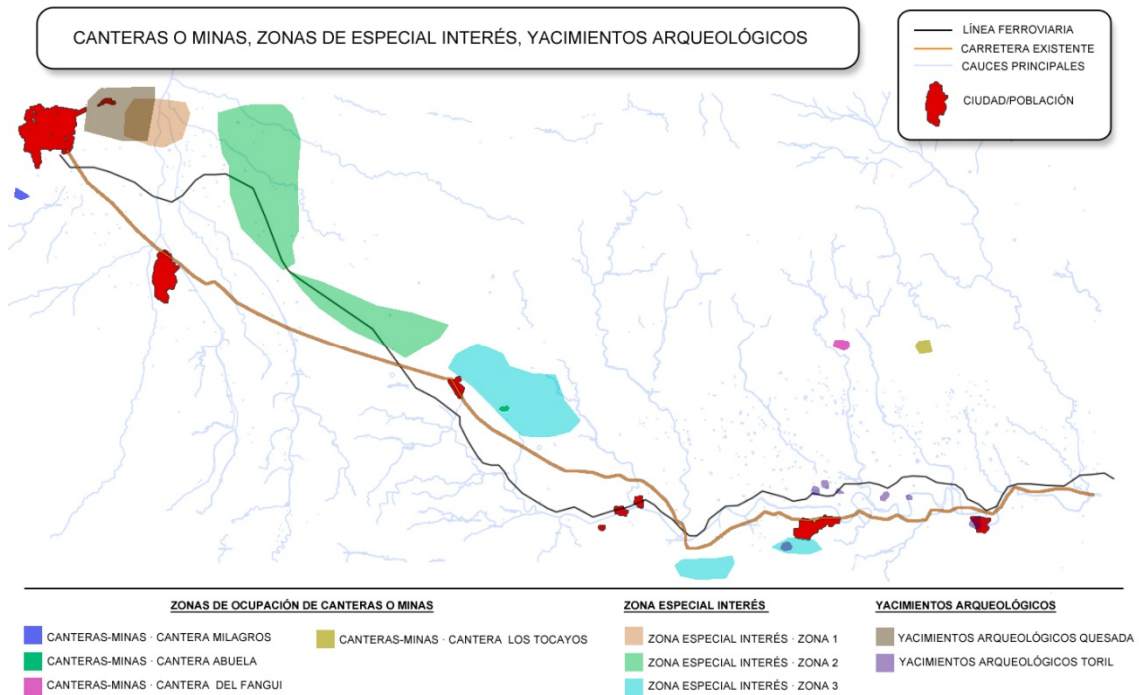 CANTERAS O MINAS, ZONAS DE ESPECIAL INTERÉS, YACIMIENTOS ARQUEOLÓGICOS
LÍNEA FERROVIARIA
CARRETERA EXISTENTE
CAUCES PRINCIPALES
CIUDAD/POBLACIÓN
ZONAS DE OCUPACIÓN DE CANTERAS O MINAS
CANTERAS-MINAS · CANTERA MILAGROS
CANTERAS-MINAS · CANTERA ABUELA
CANTERAS-MINAS · CANTERA DEL FANGUI
CANTERAS-MINAS · CANTERA LOS TOCAYOS
ZONA ESPECIAL INTERÉS
ZONA ESPECIAL INTERÉS · ZONA 1
ZONA ESPECIAL INTERÉS · ZONA 2
ZONA ESPECIAL INTERÉS · ZONA 3
YACIMIENTOS ARQUEOLÓGICOS
YACIMIENTOS ARQUEOLÓGICOS QUESADA
YACIMIENTOS ARQUEOLÓGICOS TORIL